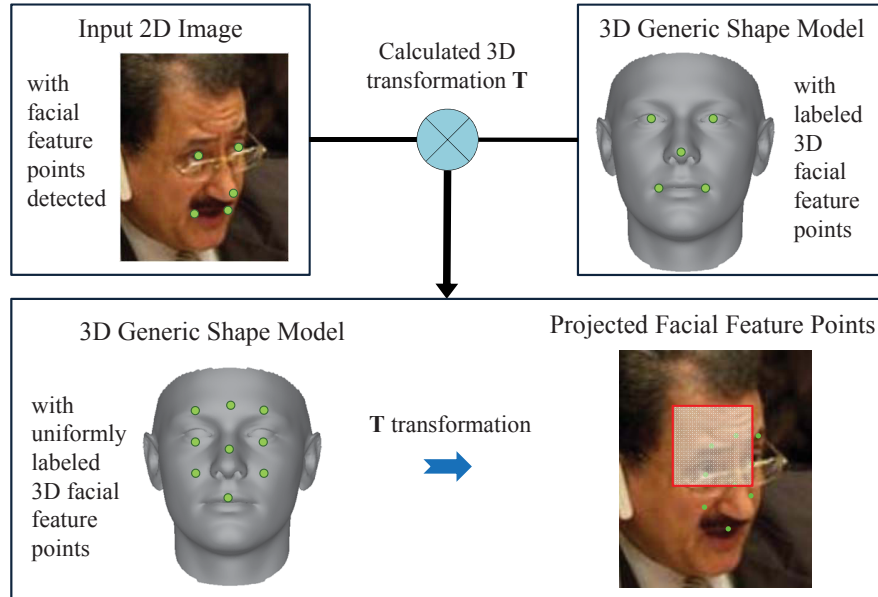 Input 2D Image
with
facial
feature
points
detected
Calculated 3D
transformation T
3D Generic Shape Model
with
labeled
3D
facial
feature
points
3D Generic Shape Model
with
uniformly
labeled
3D facial
feature
points
T transformation
Projected Facial Feature Points